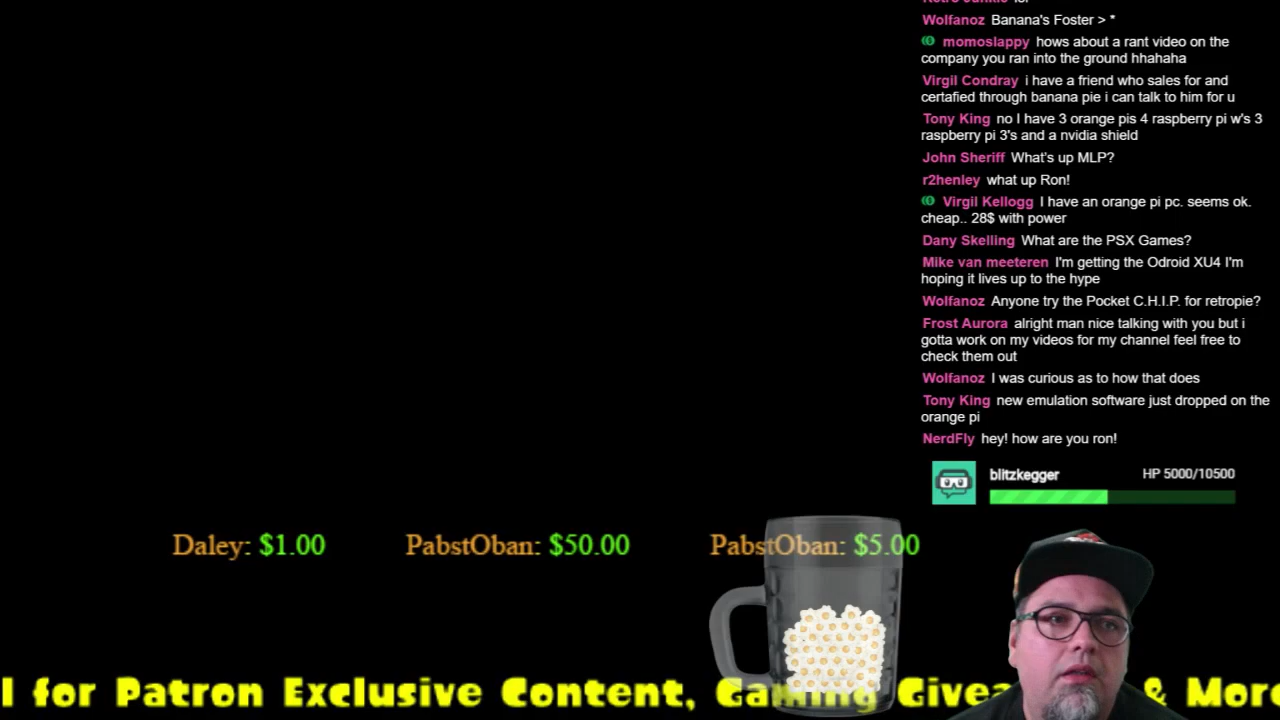 Wolfanoz Banana's Foster > *
momoslappy hows about a rant video on the
company you ran into the ground hhahaha
Virgil Condray i have a friend who sales for and
certafied through banana pie i can talk to him for u
Tony King no I have 3 orange pis 4 raspberry pi w's 3
raspberry pi 3's and a nvidia shield
John Sheriff What's up MLP?
r2henley what up Ron!
Virgil Kellogg I have an orange pi pc. seems ok.
cheap.. 28$ with power
Dany Skelling What are the PSX Games?
Mike van meeteren I'm getting the Odroid XU4 I'm
hoping it lives up to the hype
Wolfanoz Anyone try the Pocket C.H.I.P. for retropie?
Frost Aurora alright man nice talking with you but i
gotta work on my videos for my channel feel free to
check them out
Wolfanoz I was curious as to how that does
Tony King new emulation software just dropped on the
orange pi
NerdFly hey! how are you ron!
blitzkegger HP 5000/10500
Daley: $1.00 PabstOban: $50.00 PabstOban: $5.00
l for Patron Exclusive Content, Gaming & More